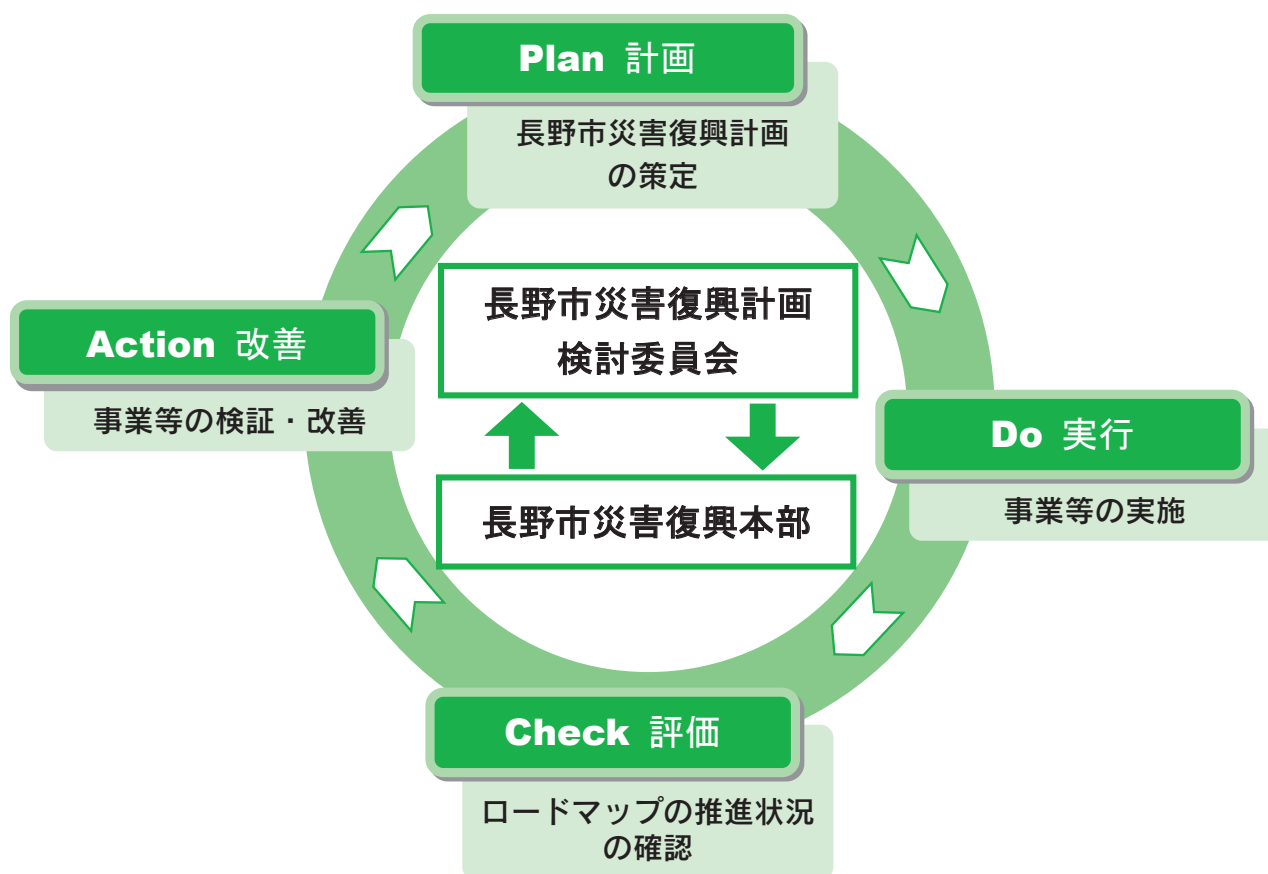 Plan 計画
長野市災害復興計画
の策定
長野市災害復興計画
検討委員会
Action 改善
事業等の検証・改善
Do 実行
事業等の実施
長野市災害復興本部
Check 評価
ロードマップの推進状況
の確認